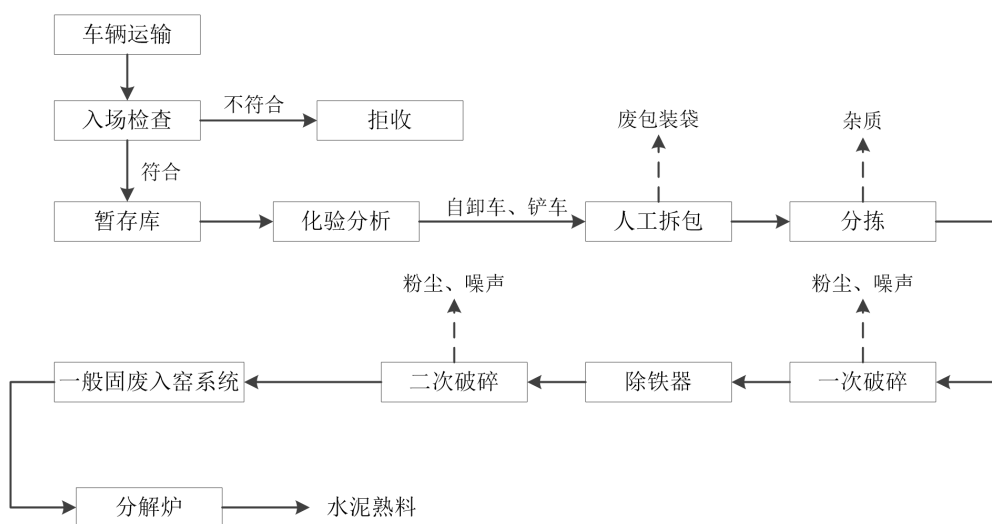 车辆运输
入场检查
不符合
拒收
符合
废包装袋
杂质
暂存库
化验分析
自卸车、铲车
人工拆包
分拣
粉尘、噪声
粉尘、噪声
一般固废入窑系统
二次破碎
除铁器
一次破碎
分解炉
水泥熟料